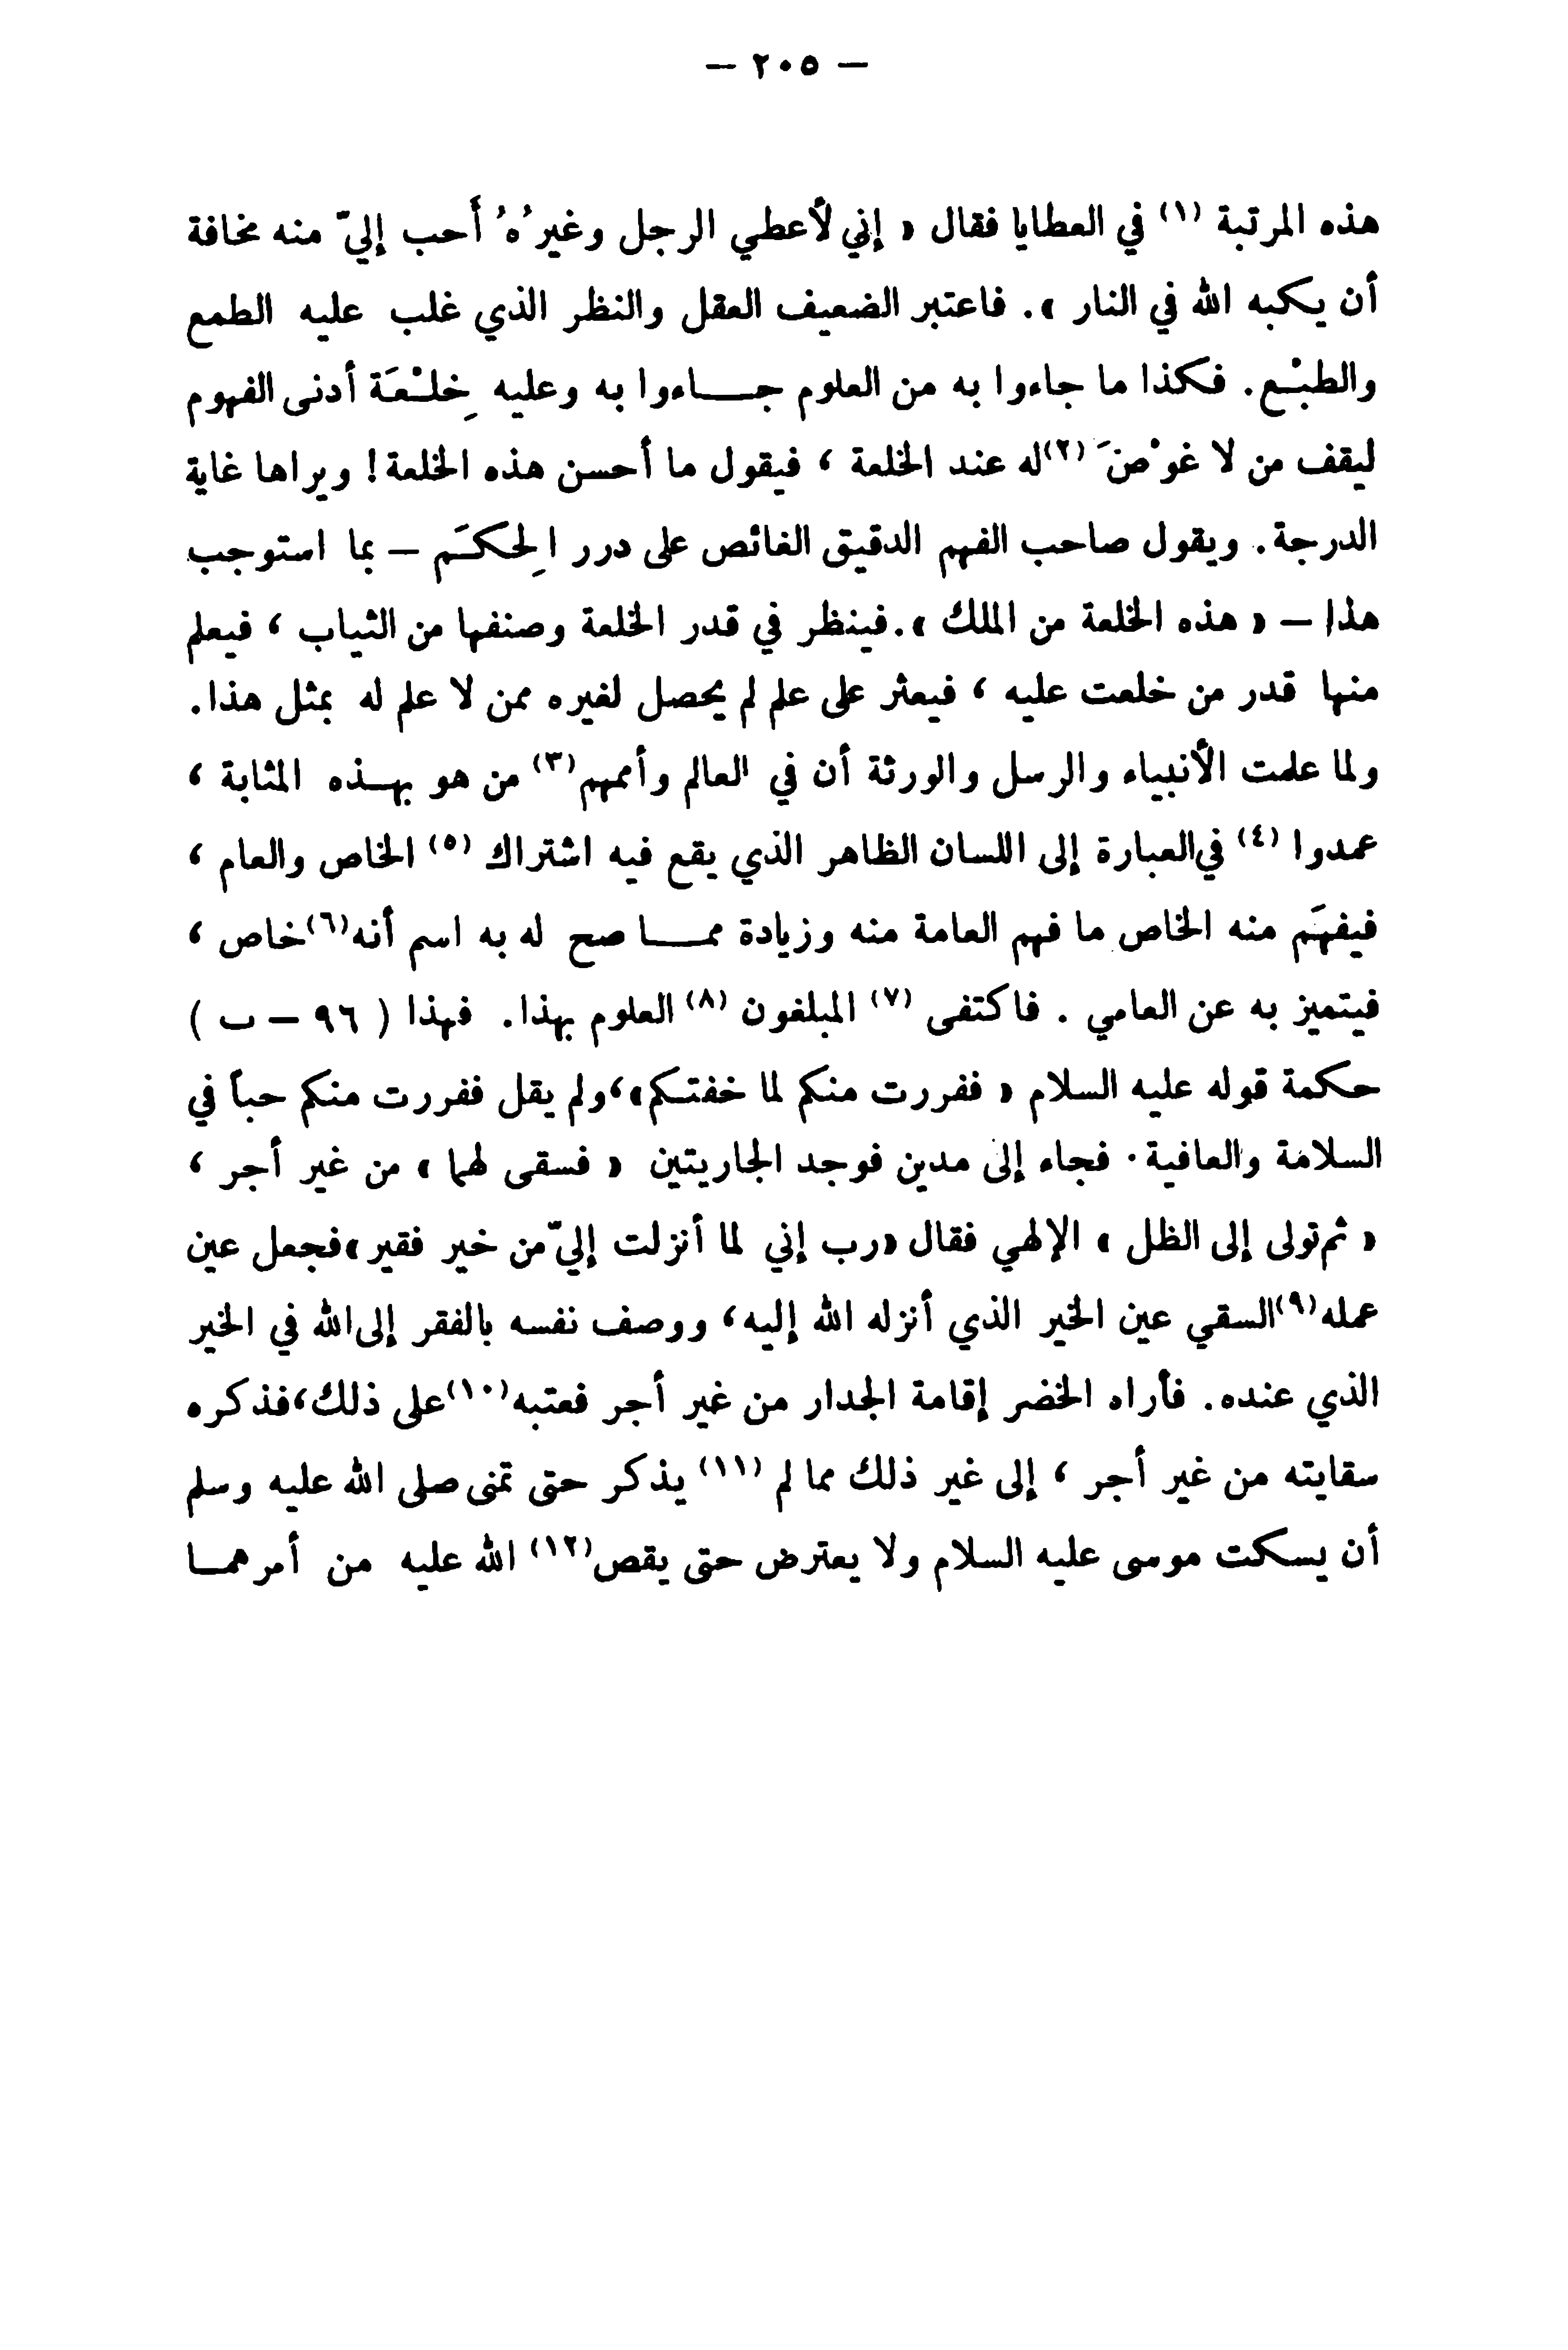 — ٢٠٥ —
هذه المرتبة (١) في العطايا فقال « إني لأعطي الرجل وغيرُهُ أَحب إليّ منه مخافة
أن يكبه الله في النار ». فاعتبر الضعيف العقل والنظر الذي غلب عليه الطمع
والطبْع. فكذا ما جاءوا به من العلوم جـــاءوا به وعليه خِلْعَة أدنى الفهوم
ليقف من لا غوْصَ (٢)له عند الخلعة ، فيقول ما أحسن هذه الخلعة! ويراها غاية
الدرجة. ويقول صاحب الفهم الدقيق الغائص على درر الحِكَم – بما استوجب
هذا – « هذه الخلعة من الملك ».فينظر في قدر الخلعة وصنفها من الثياب ، فيعلم
منها قدر من خلعت عليه ، فيعثر على علم لم يحصل لغيره ممن لا علم له بمثل هذا.
ولما علمت الأنبياء والرسل والورثة أن في العالم وأممهم(٣) من هو بهـذه المثابة ،
عمدوا (٤) في العبارة إلى اللسان الظاهر الذي يقع فيه اشتراك (٥) الخاص والعام ،
فيفهَم منه الخاص ما فهم العامة منه وزيادة ممـــا صح له به اسم أنه(٦)خاص ،
فيتميز به عن العامي . فاكتفى (٧) المبلغون (٨) العلوم بهذا. فهذا ( ٩٦ – ب )
حكمة قوله عليه السلام « ففررت منكم لما خفتكم»،ولم يقل ففررت منكم حباً في
السلامة والعافية. فجاء إلى مدين فوجد الجاريتين « فسقى لهما » من غير أجر ،
« ثم تولى إلى الظل » الإلهي فقال «رب إني لما أنزلت إليّ من خير فقير»فجعل عين
عمله(٩)السقي عين الخير الذي أنزله الله إليه، ووصف نفسه بالفقر إلى الله في الخير
الذي عنده. فأراه الخضر إقامة الجدار من غير أجر فعتبه(١٠)على ذلك،فذكره
سقايته من غير أجر ، إلى غير ذلك مما لم (١١) يذكر حتى تمنى صلى الله عليه وسلم
أن يسكت موسى عليه السلام ولا يعترض حتى يقص(١٢) الله عليه من أمرهمـا